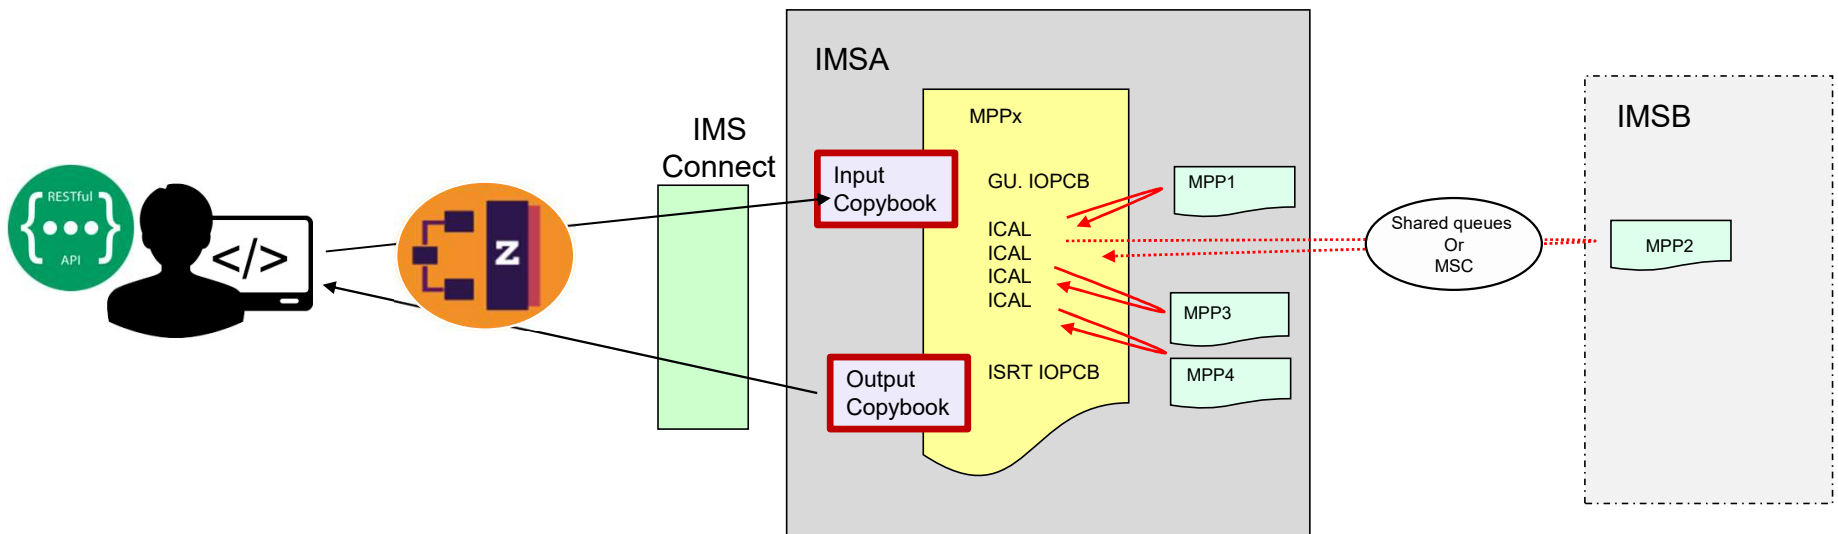 RESTful
{•••}
API
</>
Z
IMS
Connect
IMSA
MPPx
Input
Copybook
GU. IOPCB
ICAL
ICAL
ICAL
ICAL
ISRT IOPCB
Output
Copybook
MPP1
MPP3
MPP4
Shared queues
Or
MSC
IMSB
MPP2